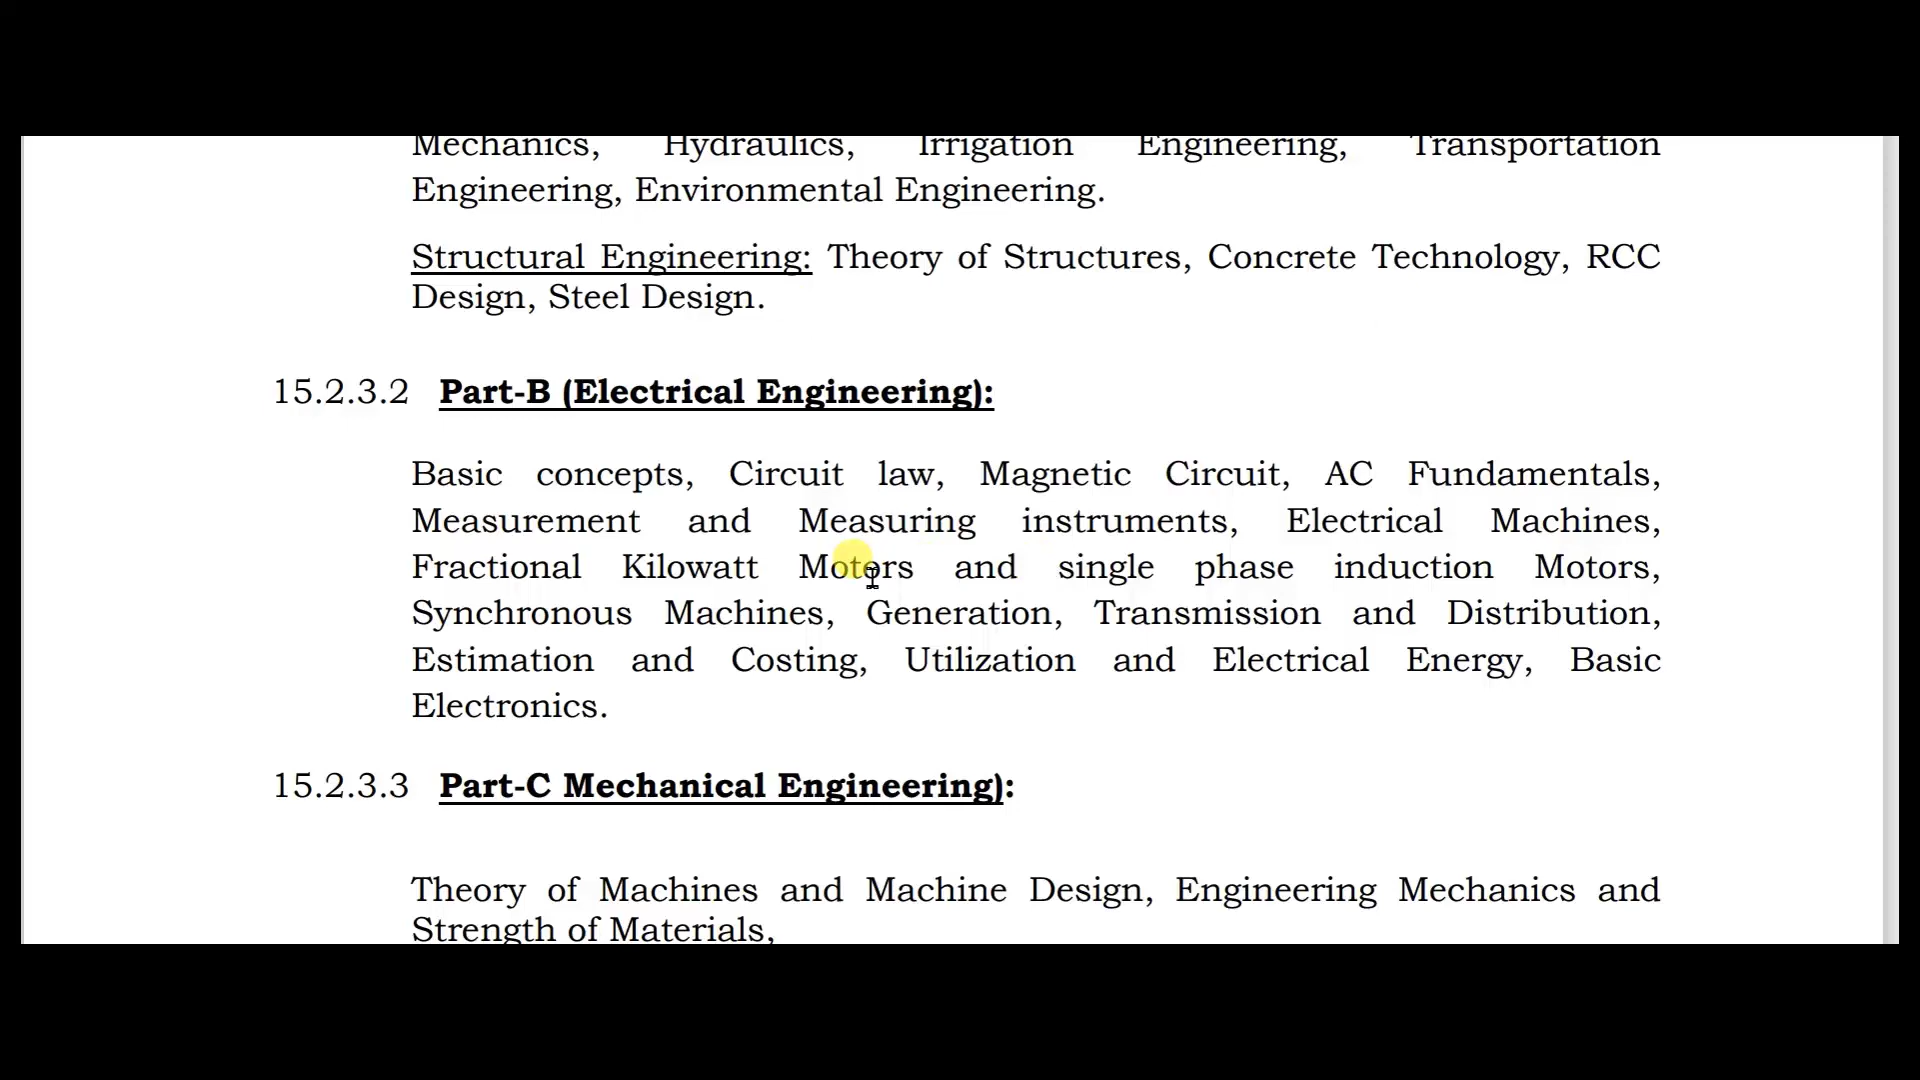 Mechanics, Hydraulics, Irrigation Engineering, Transportation
Engineering, Environmental Engineering.
Structural Engineering: Theory of Structures, Concrete Technology, RCC
Design, Steel Design.
15.2.3.2 Part-B (Electrical Engineering):
Basic concepts, Circuit law, Magnetic Circuit, AC Fundamentals,
Measurement and Measuring instruments, Electrical Machines,
Fractional Kilowatt Motors and single phase induction Motors,
Synchronous Machines, Generation, Transmission and Distribution,
Estimation and Costing, Utilization and Electrical Energy, Basic
Electronics.
15.2.3.3 Part-C Mechanical Engineering):
Theory of Machines and Machine Design, Engineering Mechanics and
Strength of Materials,